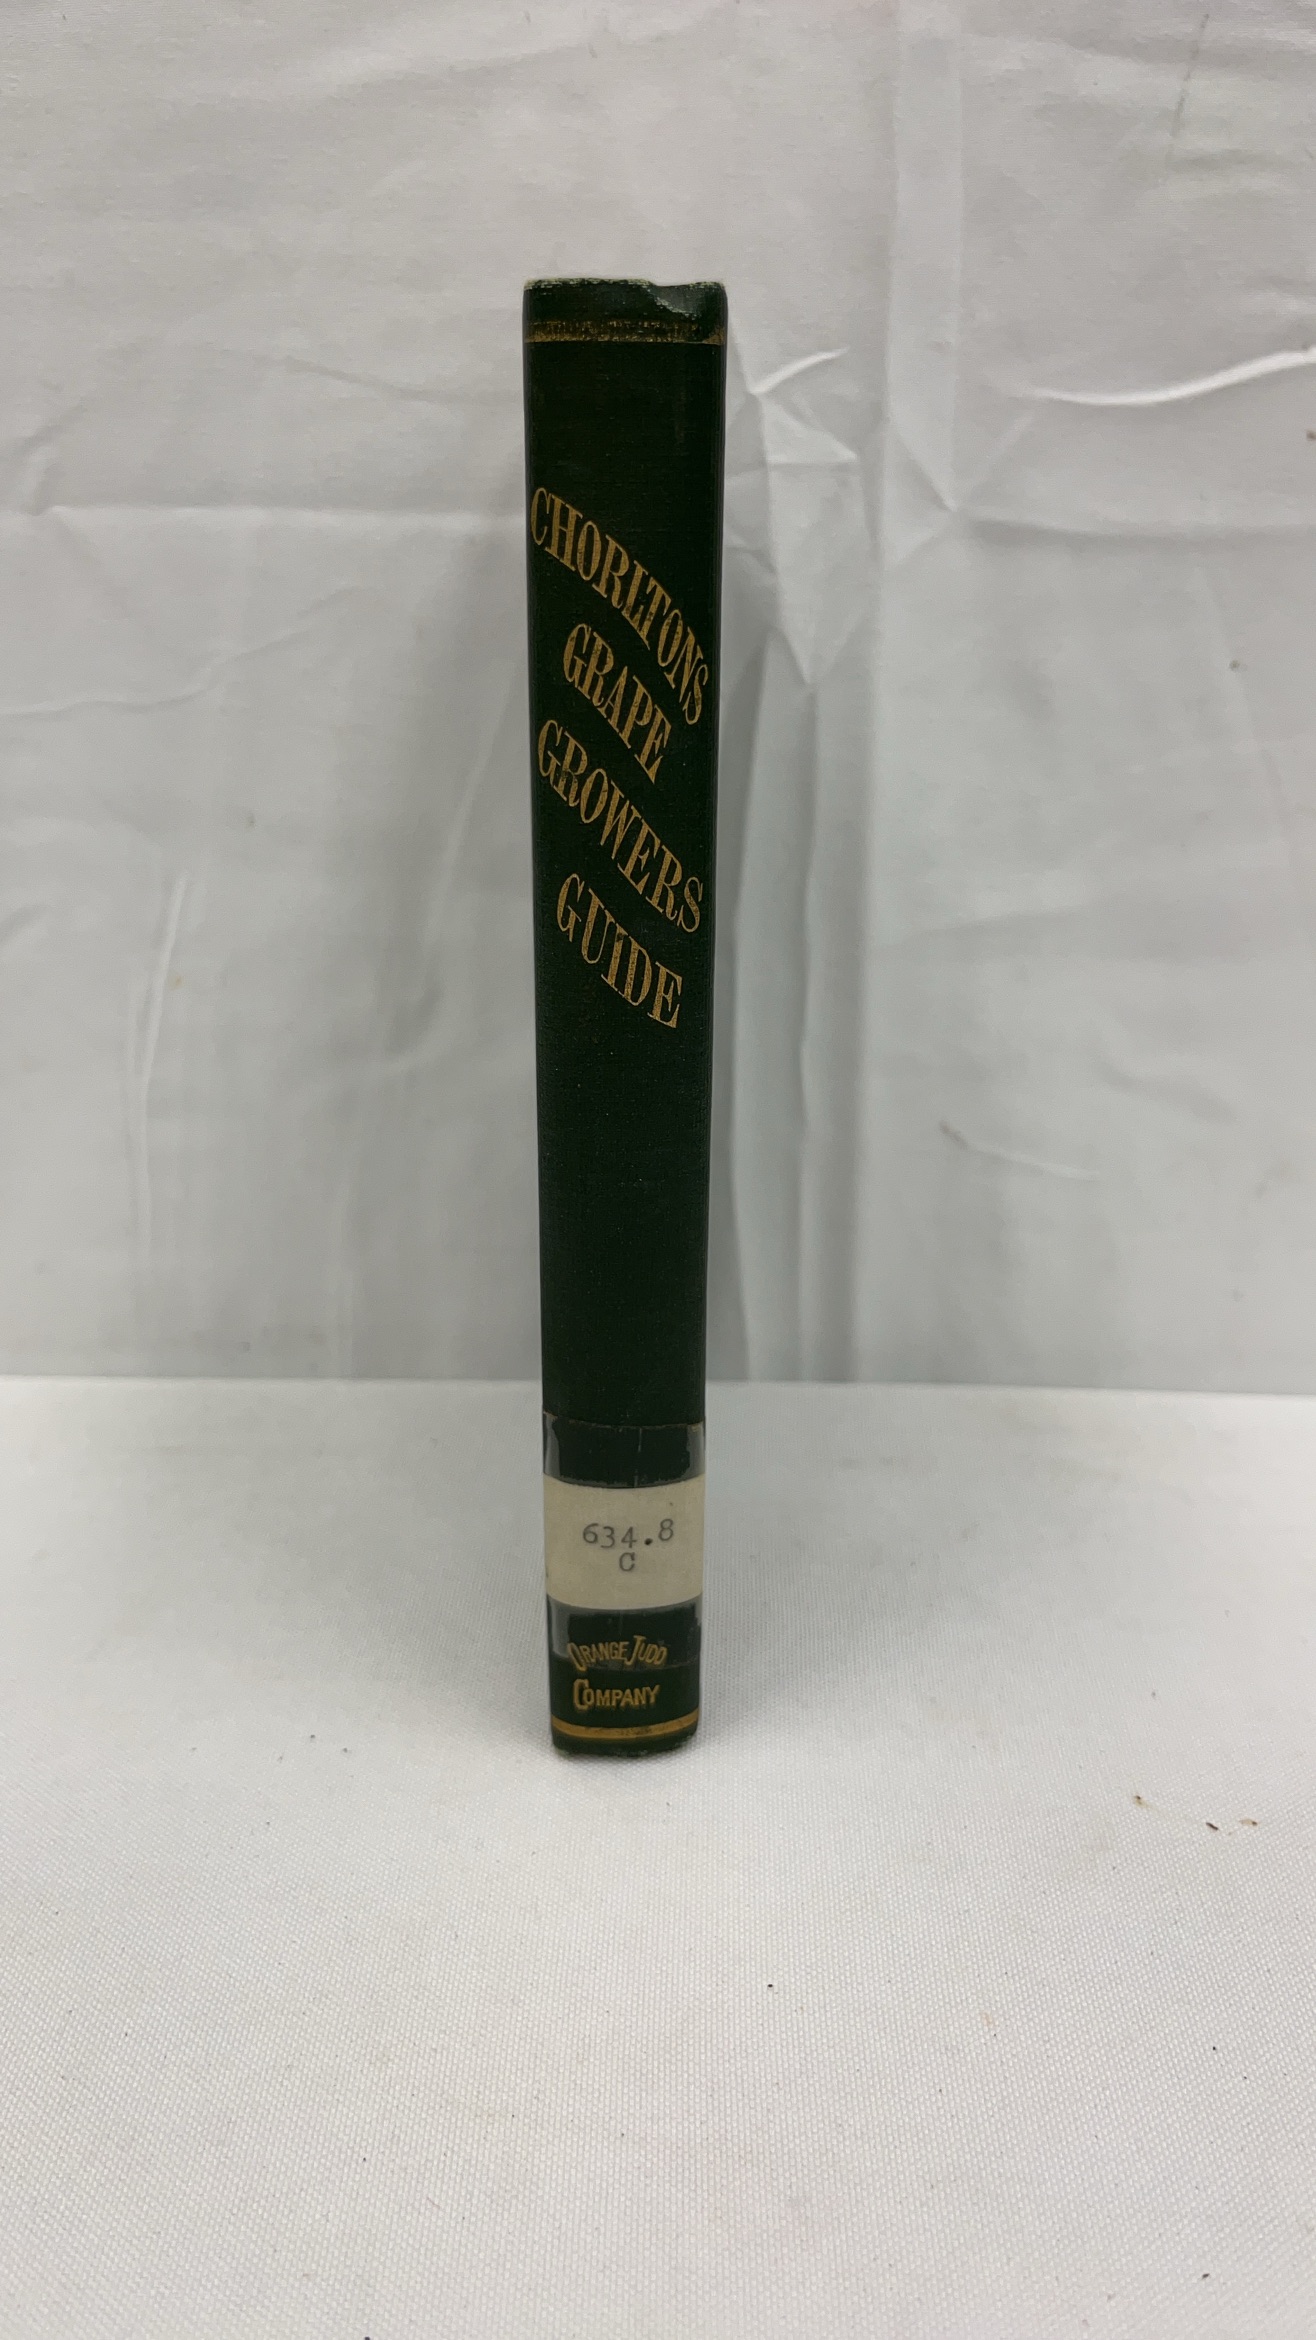 CHORLTONS
GRAPE
GROWERS
GUIDE
634.8
C
ORANGE JUDD
COMPANY